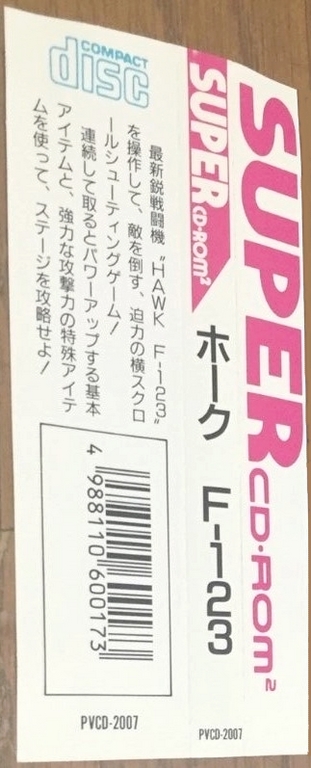 SUPER CD-ROM²
SUPER CD-ROM²
ホーク F-123
PVCD-2007
COMPACT
disc
最新鋭戦闘機“HAWK F-123”
を操作して、敵を倒す、迫力の横スクロ
ールシューティングゲーム！
連続して取るとパワーアップする基本
アイテムと、強力な攻撃力の特殊アイテ
ムを使って、ステージを攻略せよ！
4 988110 600173
PVCD-2007